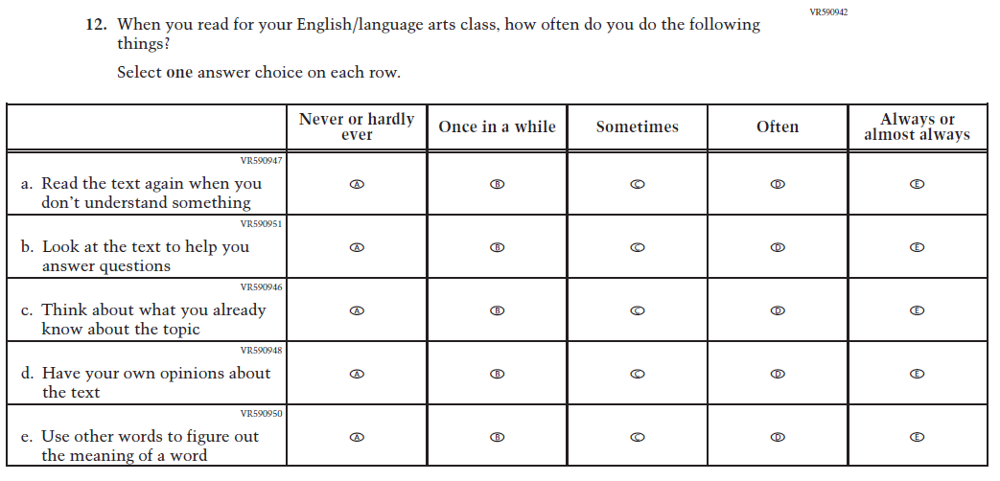 VR590942
12. When you read for your English/language arts class, how often do you do the following
things?
Select one answer choice on each row.
Never or hardly
ever
Once in a while
Sometimes
Often
Always or
almost always
VR590947
a. Read the text again when you
don't understand something
A B C D E
VR590951
b. Look at the text to help you
answer questions
A B C D E
VR590946
c. Think about what you already
know about the topic
A B C D E
VR590948
d. Have your own opinions about
the text
A B C D E
VR590950
e. Use other words to figure out
the meaning of a word
A B C D E